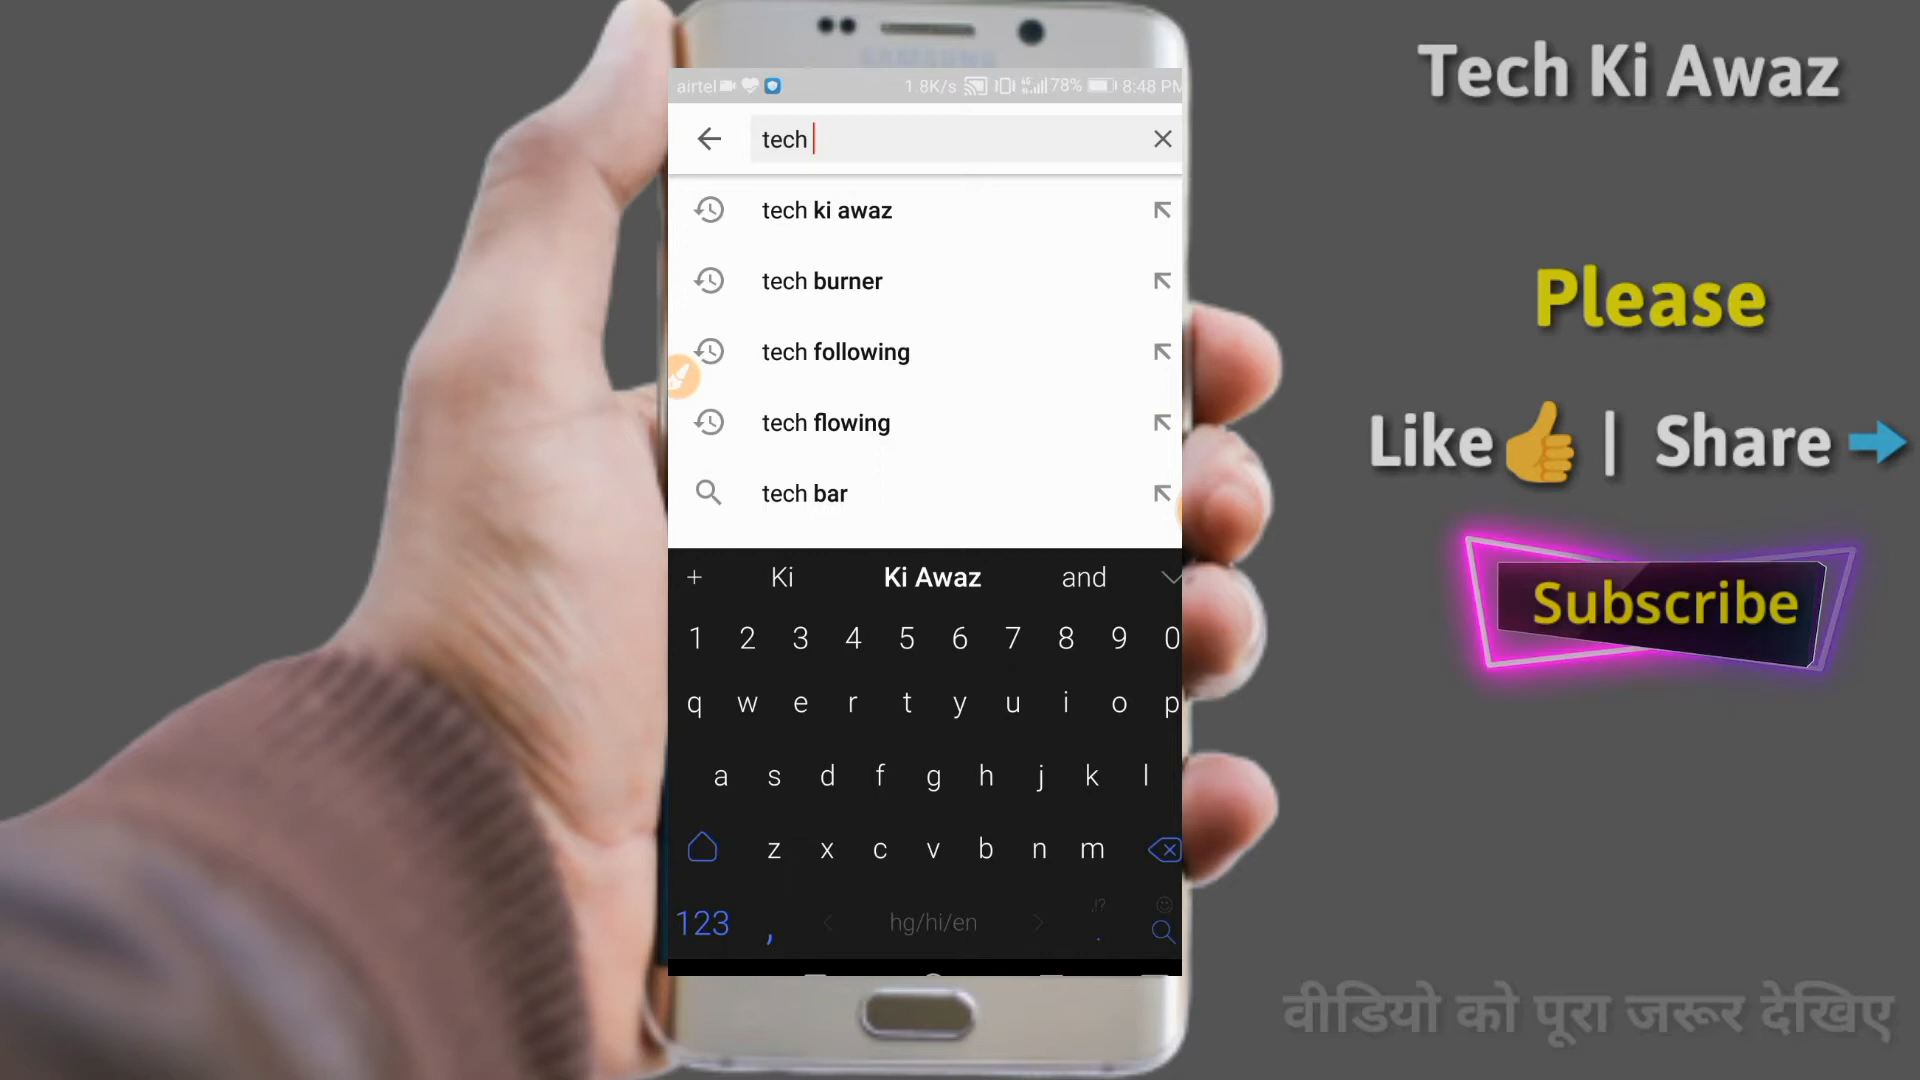 SAMSUNG
airtel 1.8K/s 4G 78% 8:48 PM
tech
tech ki awaz
tech burner
tech following
tech flowing
tech bar
+ Ki Ki Awaz and
1 2 3 4 5 6 7 8 9 0
q w e r t y u i o p
a s d f g h j k l
z x c v b n m
123 , < hg/hi/en > .
,!?
Tech Ki Awaz
Please
Like | Share
Subscribe
वीडियो को पूरा जरूर देखिए